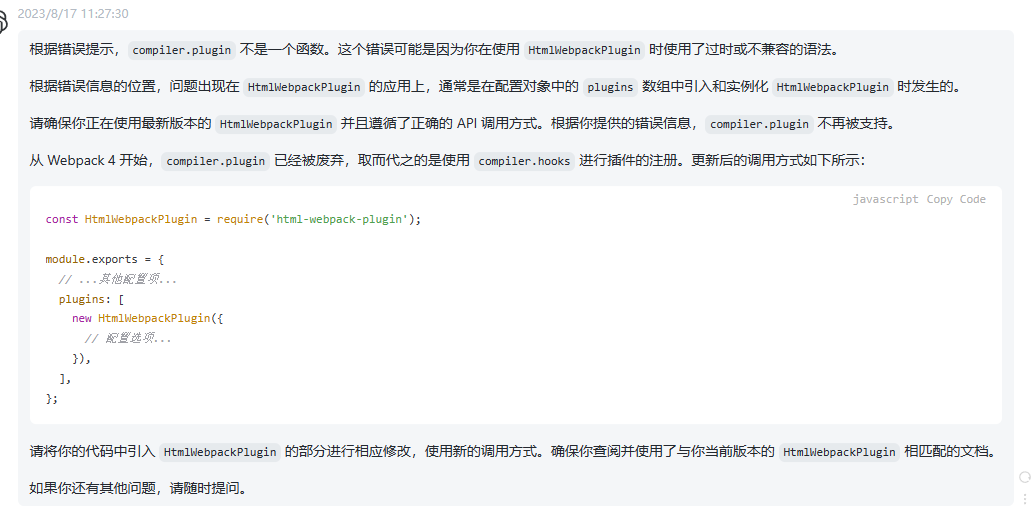 2023/8/17 11:27:30
根据错误提示，compiler.plugin 不是一个函数。这个错误可能是因为你在使用 HtmlWebpackPlugin 时使用了过时或不兼容的语法。
根据错误信息的位置，问题出现在 HtmlWebpackPlugin 的应用上，通常是在配置对象中的 plugins 数组中引入和实例化 HtmlWebpackPlugin 时发生的。
请确保你正在使用最新版本的 HtmlWebpackPlugin 并且遵循了正确的 API 调用方式。根据你提供的错误信息，compiler.plugin 不再被支持。
从 Webpack 4 开始，compiler.plugin 已经被废弃，取而代之的是使用 compiler.hooks 进行插件的注册。更新后的调用方式如下所示：
javascript Copy Code
const HtmlWebpackPlugin = require('html-webpack-plugin');
module.exports = {
// ...其他配置项...
plugins: [
new HtmlWebpackPlugin({
// 配置选项...
}),
],
};
请将你的代码中引入 HtmlWebpackPlugin 的部分进行相应修改，使用新的调用方式。确保你查阅并使用了与你当前版本的 HtmlWebpackPlugin 相匹配的文档。
如果你还有其他问题，请随时提问。